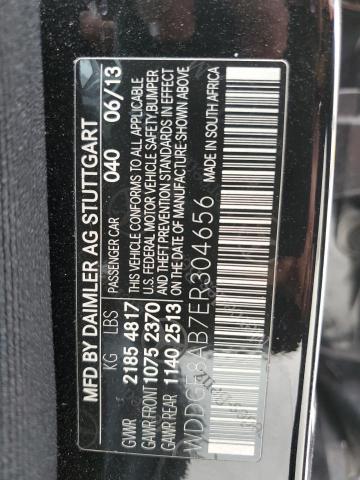 MFD BY DAIMLER AG STUTTGART
KG LBS PASSENGER CAR 040 06/13
GVWR 2185 4817 THIS VEHICLE CONFORMS TO ALL APPLICABLE
GAWR FRONT 1075 2370 U.S. FEDERAL MOTOR VEHICLE SAFETY, BUMPER
GAWR REAR 1140 2513 AND THEFT PREVENTION STANDARDS IN EFFECT ON THE
DATE OF MANUFACTURE SHOWN ABOVE
WDDGF8AB7ER304656 MADE IN SOUTH AFRICA